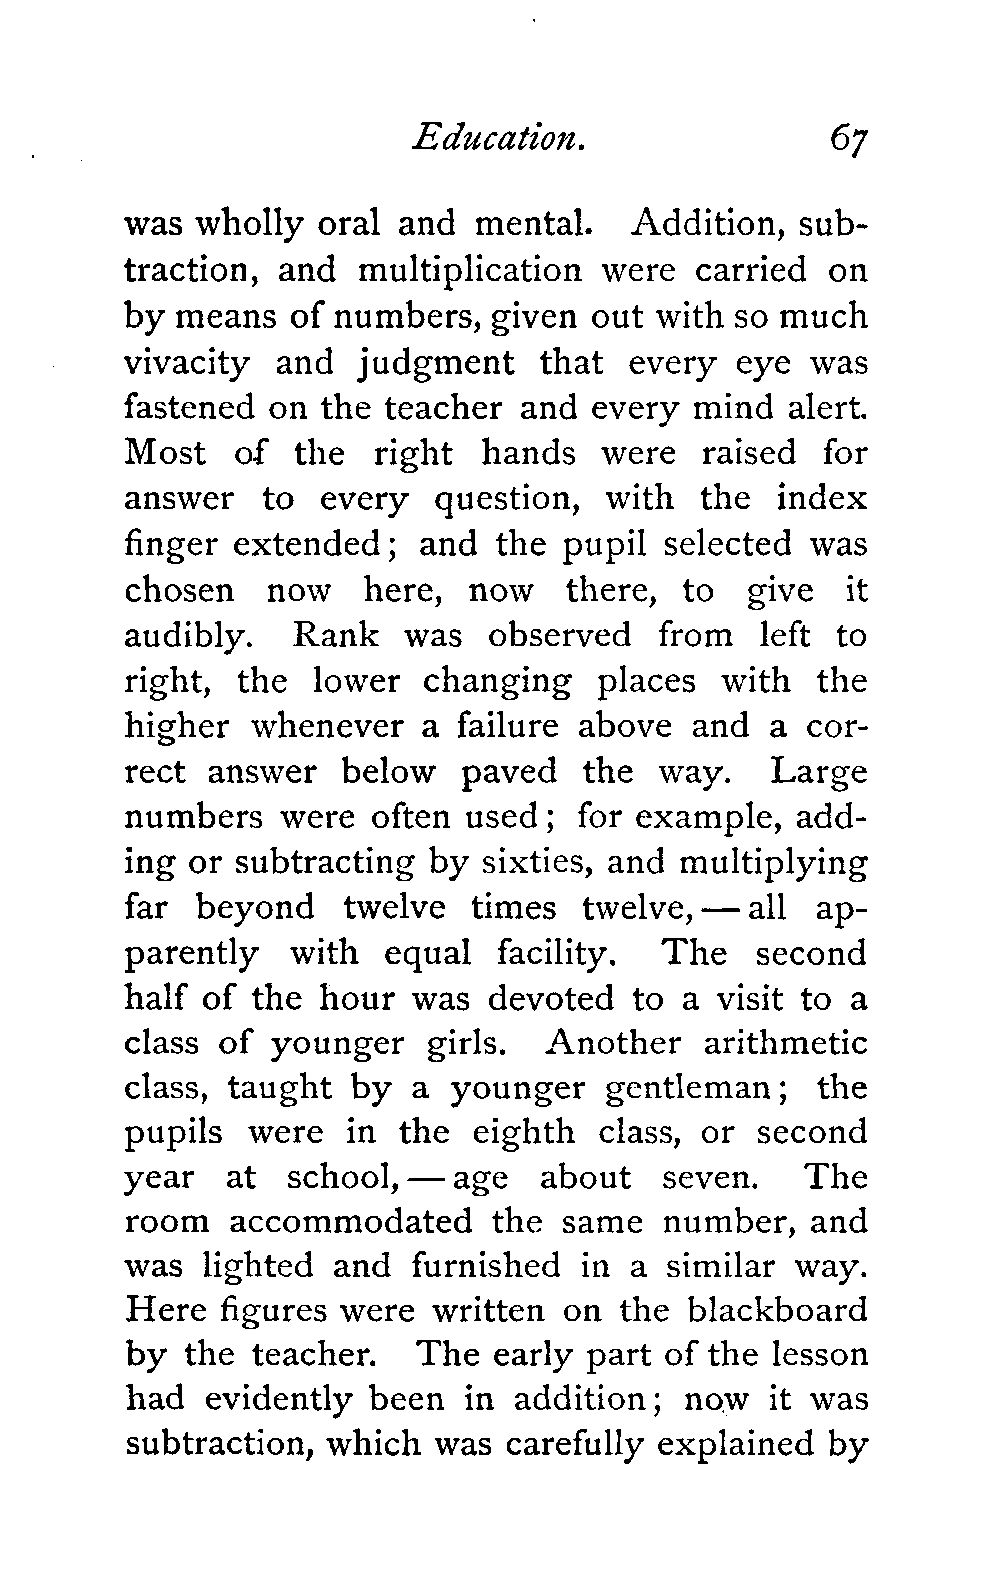 Education. 67
was wholly oral and mental. Addition, sub-
traction, and multiplication were carried on
by means of numbers, given out with so much
vivacity and judgment that every eye was
fastened on the teacher and every mind alert.
Most of the right hands were raised for
answer to every question, with the index
finger extended; and the pupil selected was
chosen now here, now there, to give it
audibly. Rank was observed from left to
right, the lower changing places with the
higher whenever a failure above and a cor-
rect answer below paved the way. Large
numbers were often used; for example, add-
ing or subtracting by sixties, and multiplying
far beyond twelve times twelve, — all ap-
parently with equal facility. The second
half of the hour was devoted to a visit to a
class of younger girls. Another arithmetic
class, taught by a younger gentleman; the
pupils were in the eighth class, or second
year at school, — age about seven. The
room accommodated the same number, and
was lighted and furnished in a similar way.
Here figures were written on the blackboard
by the teacher. The early part of the lesson
had evidently been in addition; now it was
subtraction, which was carefully explained by